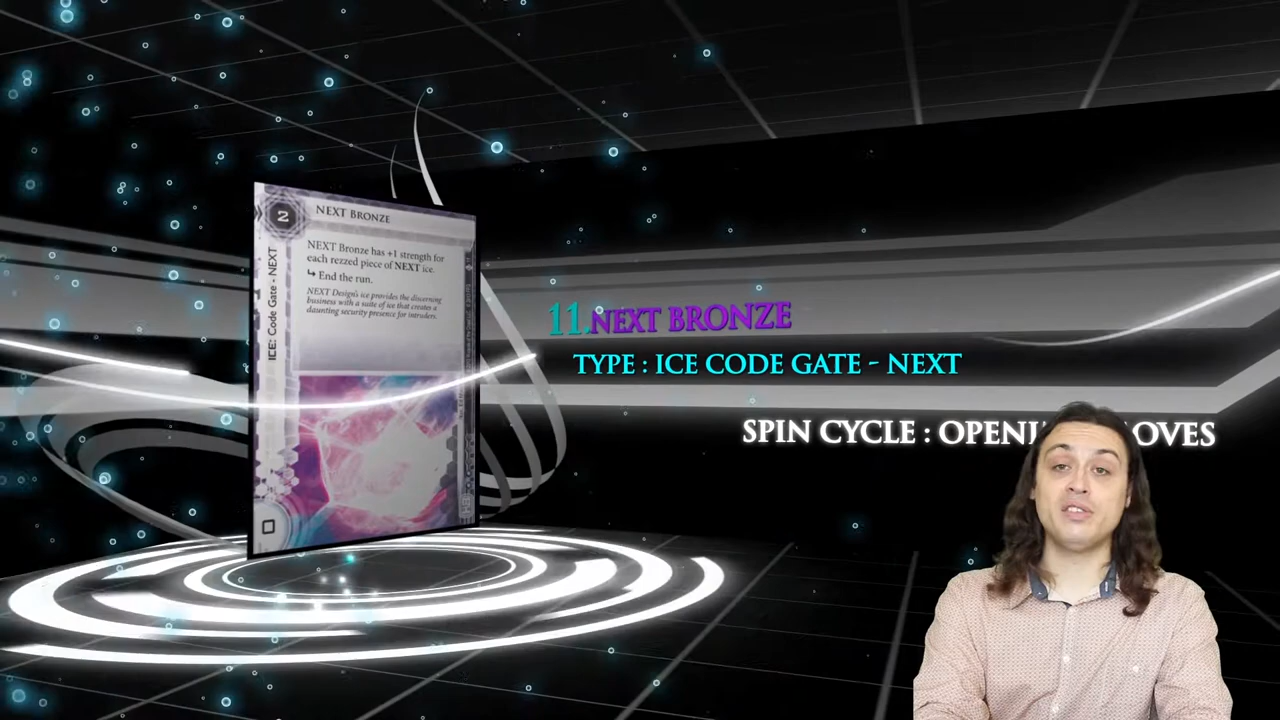 2
NEXT BRONZE
NEXT Bronze has +1 strength for
each rezzed piece of NEXT ice.
End the run.
NEXT Design's ice provides the discerning
business with a suite of ice that creates a
daunting security presence for intruders.
ICE: Code Gate - NEXT
11.NEXT BRONZE
TYPE : ICE CODE GATE - NEXT
SPIN CYCLE : OPENI OVES